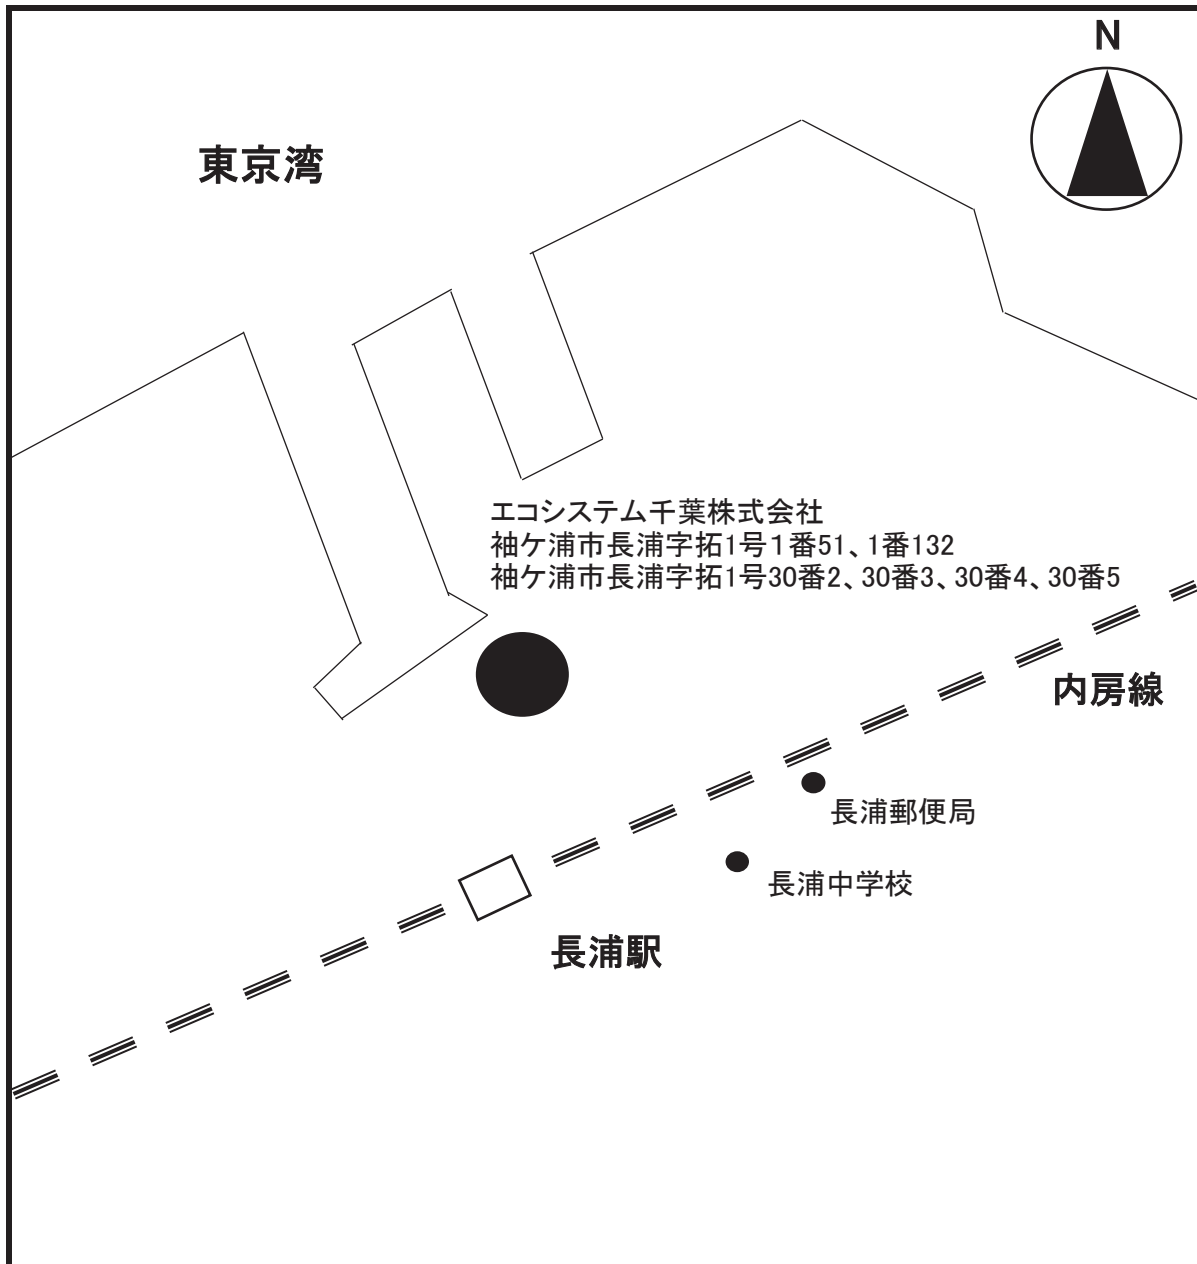 N
東京湾
エコシステム千葉株式会社
袖ケ浦市長浦字拓1号１番51、1番132
袖ケ浦市長浦字拓1号30番2、30番3、30番4、30番5
内房線
長浦郵便局
長浦中学校
長浦駅